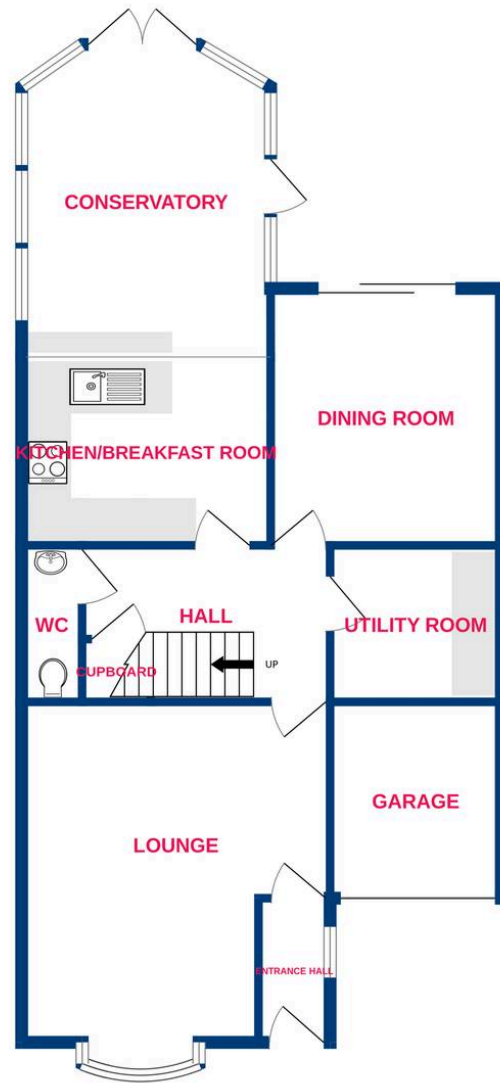 CONSERVATORY
DINING ROOM
KITCHEN/BREAKFAST ROOM
HALL
WC
UTILITY ROOM
CUPBOARD
UP
GARAGE
LOUNGE
ENTRANCE HALL